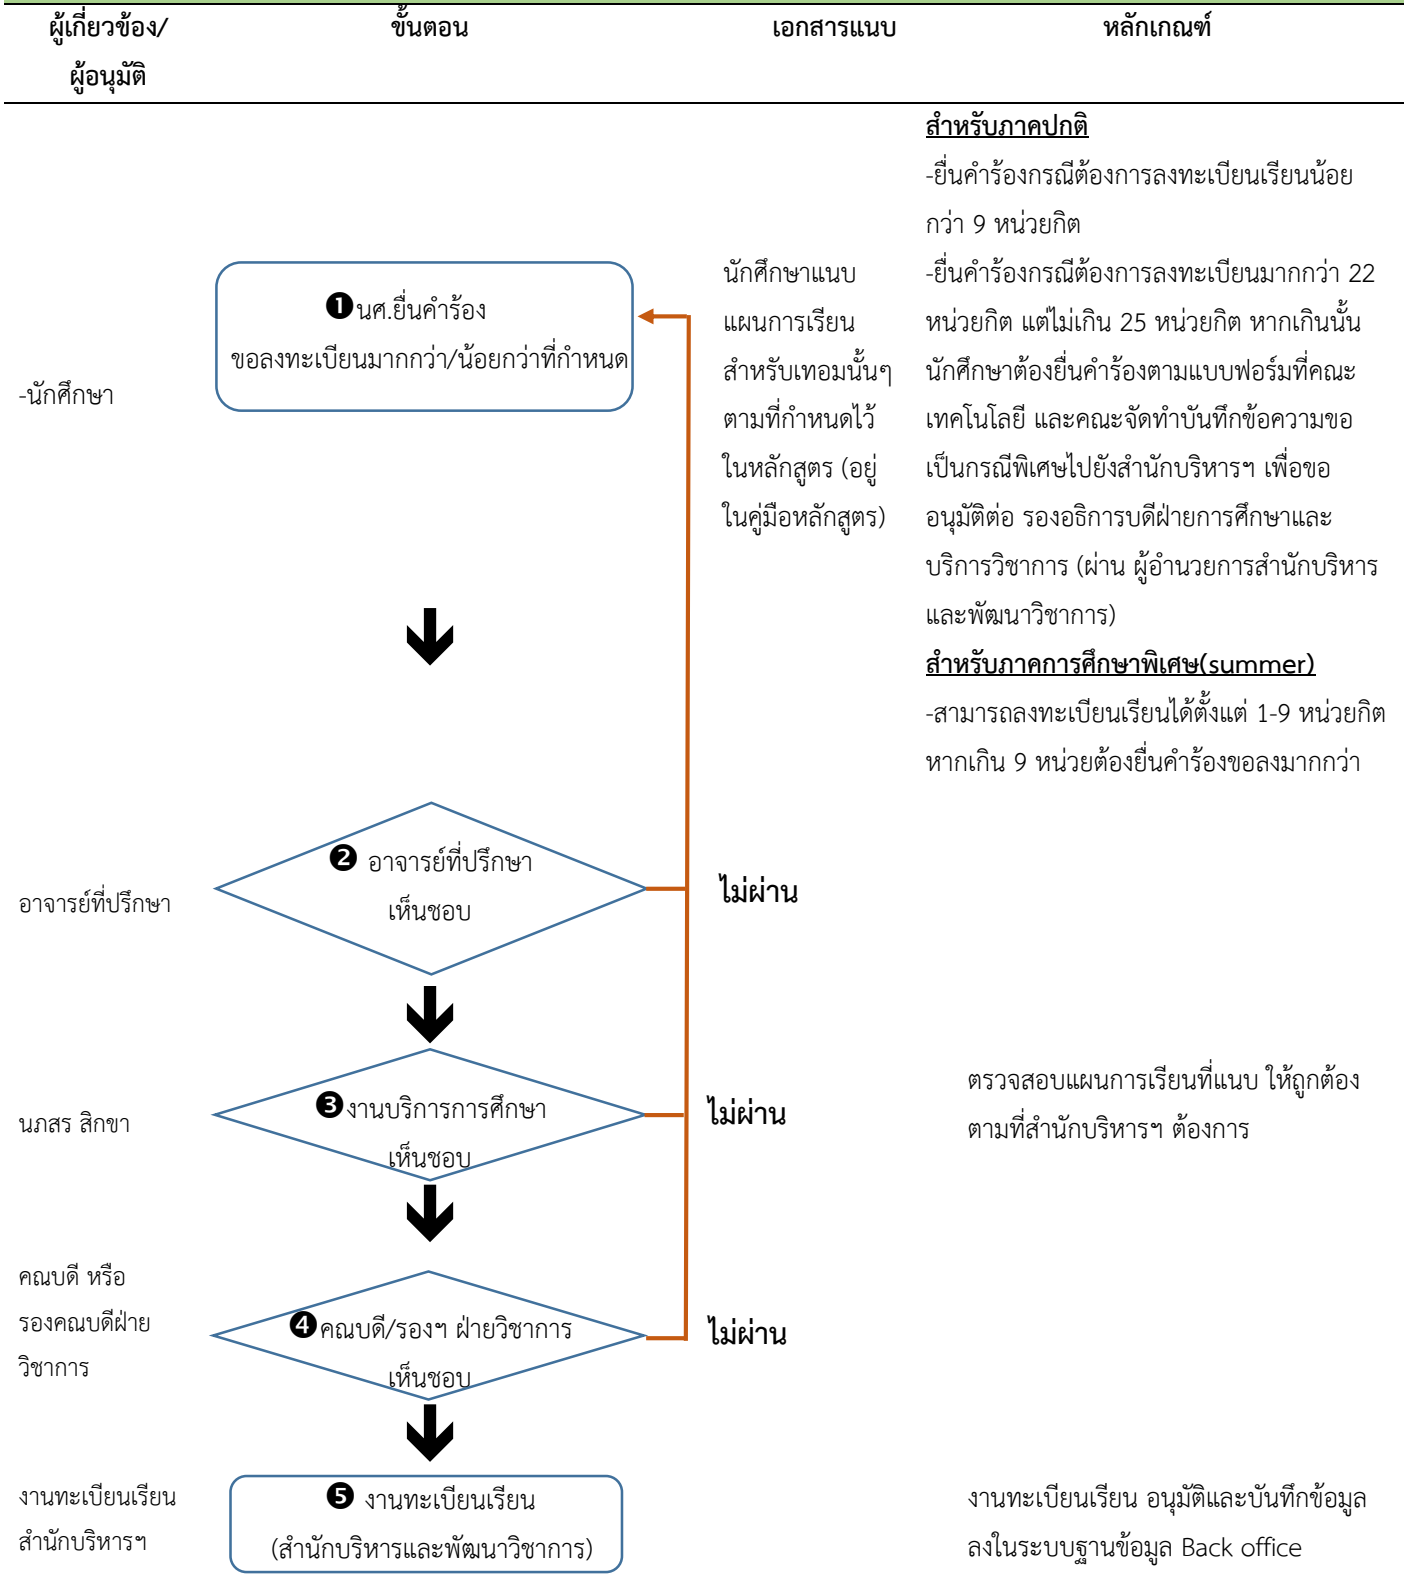 ผู้เกี่ยวข้อง/
ผู้อนุมัติ
ขั้นตอน
เอกสารแนบ
หลักเกณฑ์
-นักศึกษา
❶นศ.ยื่นคำร้อง
ขอลงทะเบียนมากกว่า/น้อยกว่าที่กำหนด
นักศึกษาแนบ
แผนการเรียน
สำหรับเทอมนั้นๆ
ตามที่กำหนดไว้
ในหลักสูตร (อยู่
ในคู่มือหลักสูตร)
สำหรับภาคปกติ
-ยื่นคำร้องกรณีต้องการลงทะเบียนเรียนน้อย
กว่า 9 หน่วยกิต
-ยื่นคำร้องกรณีต้องการลงทะเบียนมากกว่า 22
หน่วยกิต แต่ไม่เกิน 25 หน่วยกิต หากเกินนั้น
นักศึกษาต้องยื่นคำร้องตามแบบฟอร์มที่คณะ
เทคโนโลยี และคณะจัดทำบันทึกข้อความขอ
เป็นกรณีพิเศษไปยังสำนักบริหารฯ เพื่อขอ
อนุมัติต่อ รองอธิการบดีฝ่ายการศึกษาและ
บริการวิชาการ (ผ่าน ผู้อำนวยการสำนักบริหาร
และพัฒนาวิชาการ)
สำหรับภาคการศึกษาพิเศษ(summer)
-สามารถลงทะเบียนเรียนได้ตั้งแต่ 1-9 หน่วยกิต
หากเกิน 9 หน่วยต้องยื่นคำร้องขอลงมากกว่า
อาจารย์ที่ปรึกษา
❷ อาจารย์ที่ปรึกษา
เห็นชอบ
ไม่ผ่าน
นภสร สิกขา
❸งานบริการการศึกษา
เห็นชอบ
ไม่ผ่าน
ตรวจสอบแผนการเรียนที่แนบ ให้ถูกต้อง
ตามที่สำนักบริหารฯ ต้องการ
คณบดี หรือ
รองคณบดีฝ่าย
วิชาการ
❹คณบดี/รองฯ ฝ่ายวิชาการ
เห็นชอบ
ไม่ผ่าน
งานทะเบียนเรียน
สำนักบริหารฯ
❺ งานทะเบียนเรียน
(สำนักบริหารและพัฒนาวิชาการ)
งานทะเบียนเรียน อนุมัติและบันทึกข้อมูล
ลงในระบบฐานข้อมูล Back office